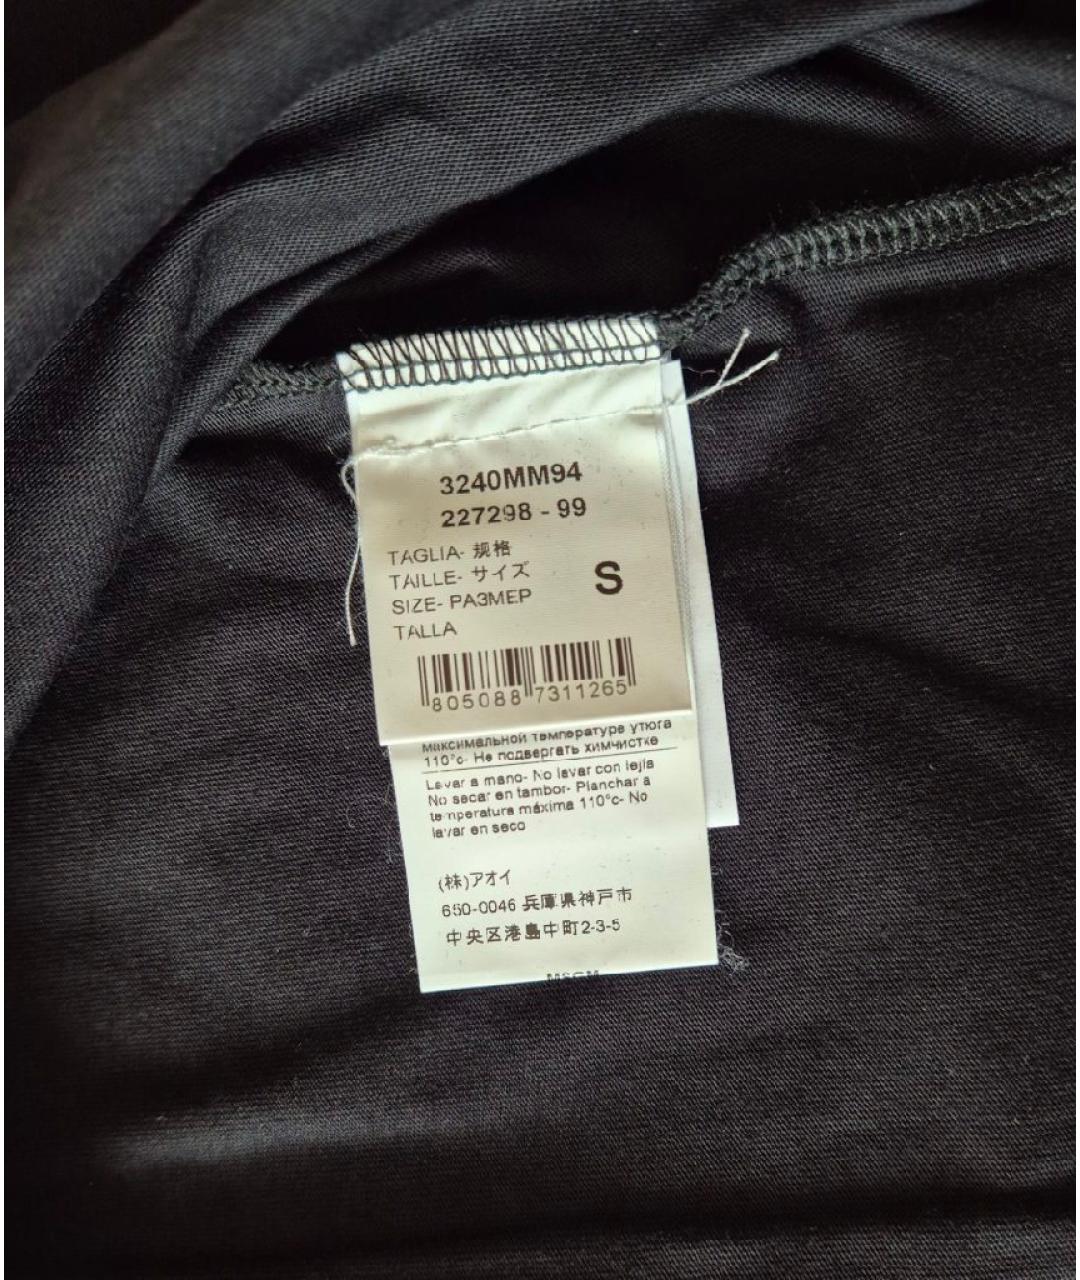 3240MM94
227298 - 99
TAGLIA- 规格
TAILLE- サイズ
SIZE- РАЗМЕР
TALLA
S
805088 7311265
максимальной температуре утюга
110°c- Не подвергать химчистке
Lavar a mano- No lavar con lejía
No secar en tambor- Planchar a
temperatura máxima 110°c- No
lavar en seco
(株)アオイ
650-0046 兵庫県神戸市
中央区港島中町2-3-5
MSGM